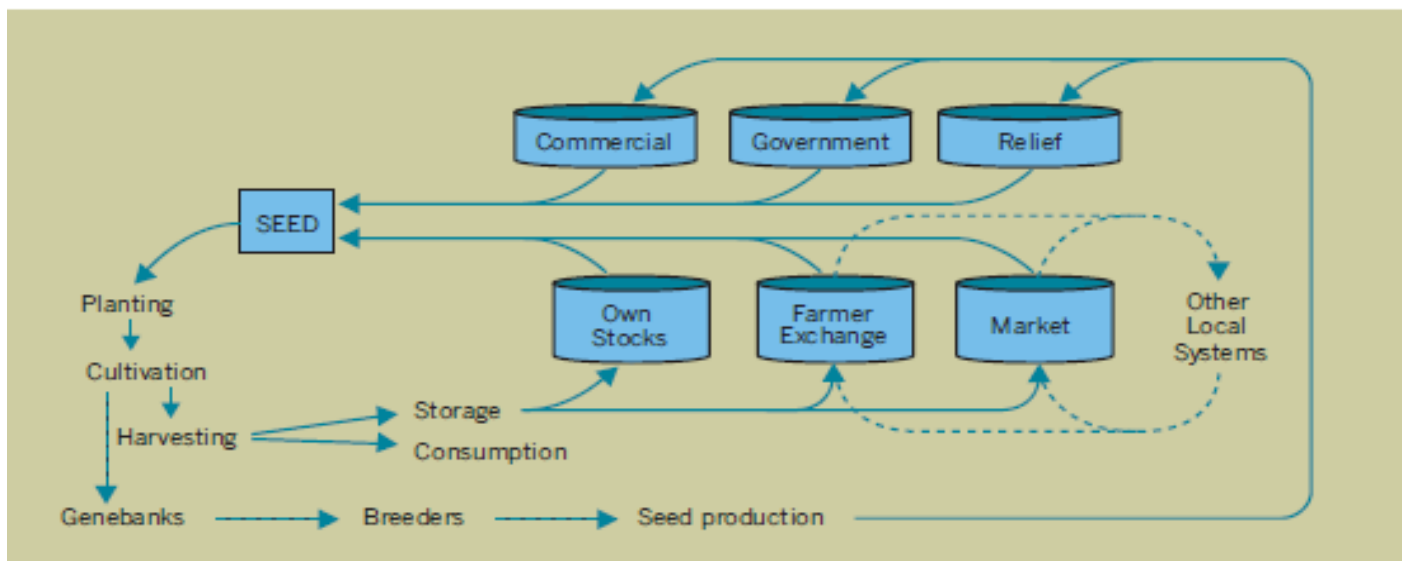 Commercial
Government
Relief
SEED
Planting
Own
Stocks
Farmer
Exchange
Market
Other
Local
Systems
Cultivation
Storage
Harvesting
Consumption
Genebanks
Breeders
Seed production